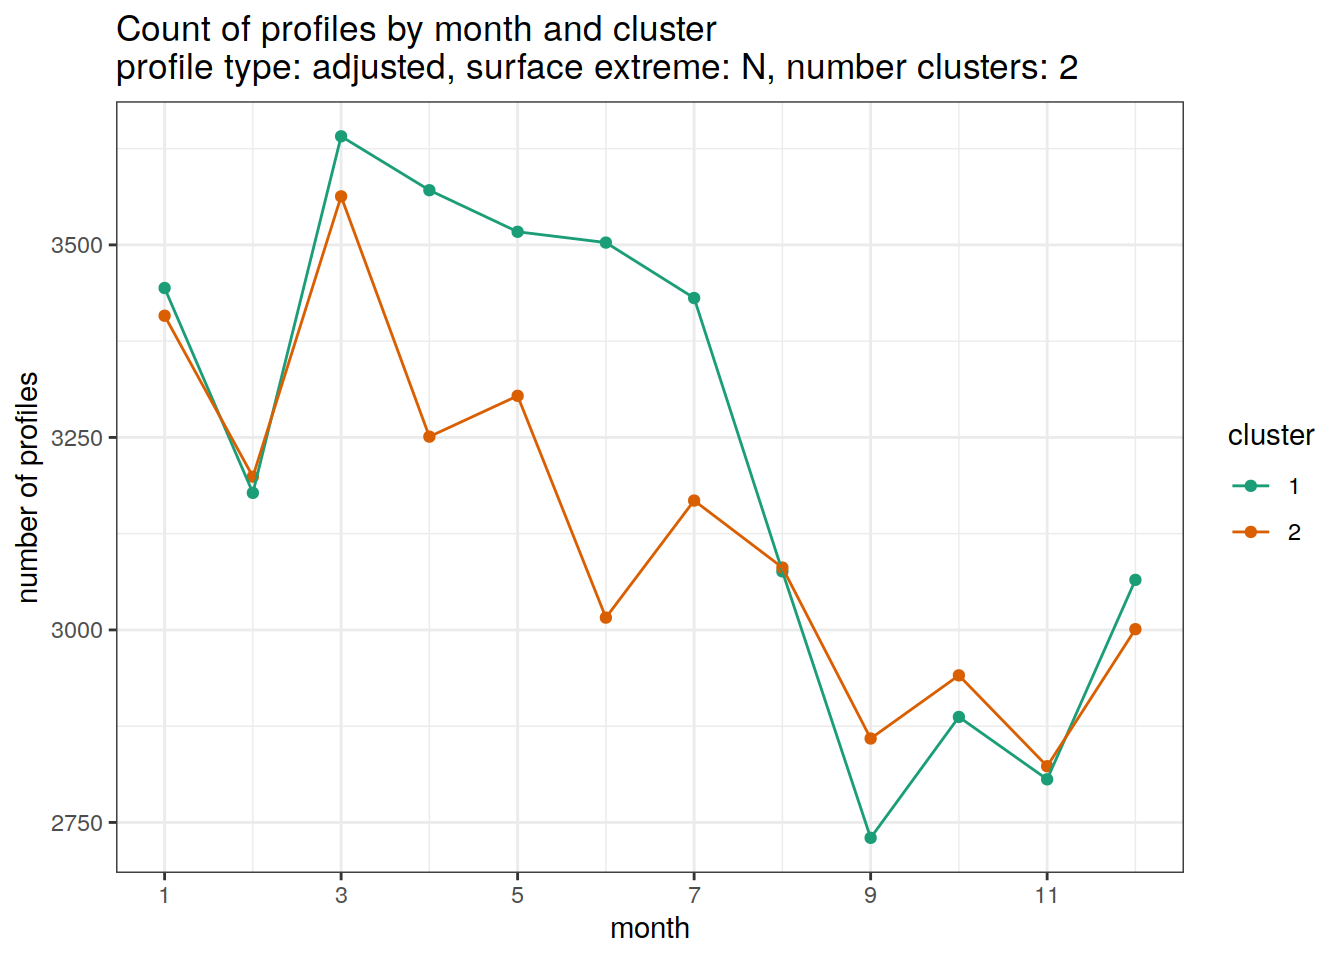 Count of profiles by month and cluster
profile type: adjusted, surface extreme: N, number clusters: 2
number of profiles
3500
3250
3000
2750
1 3 5 7 9 11
month
cluster
1
2